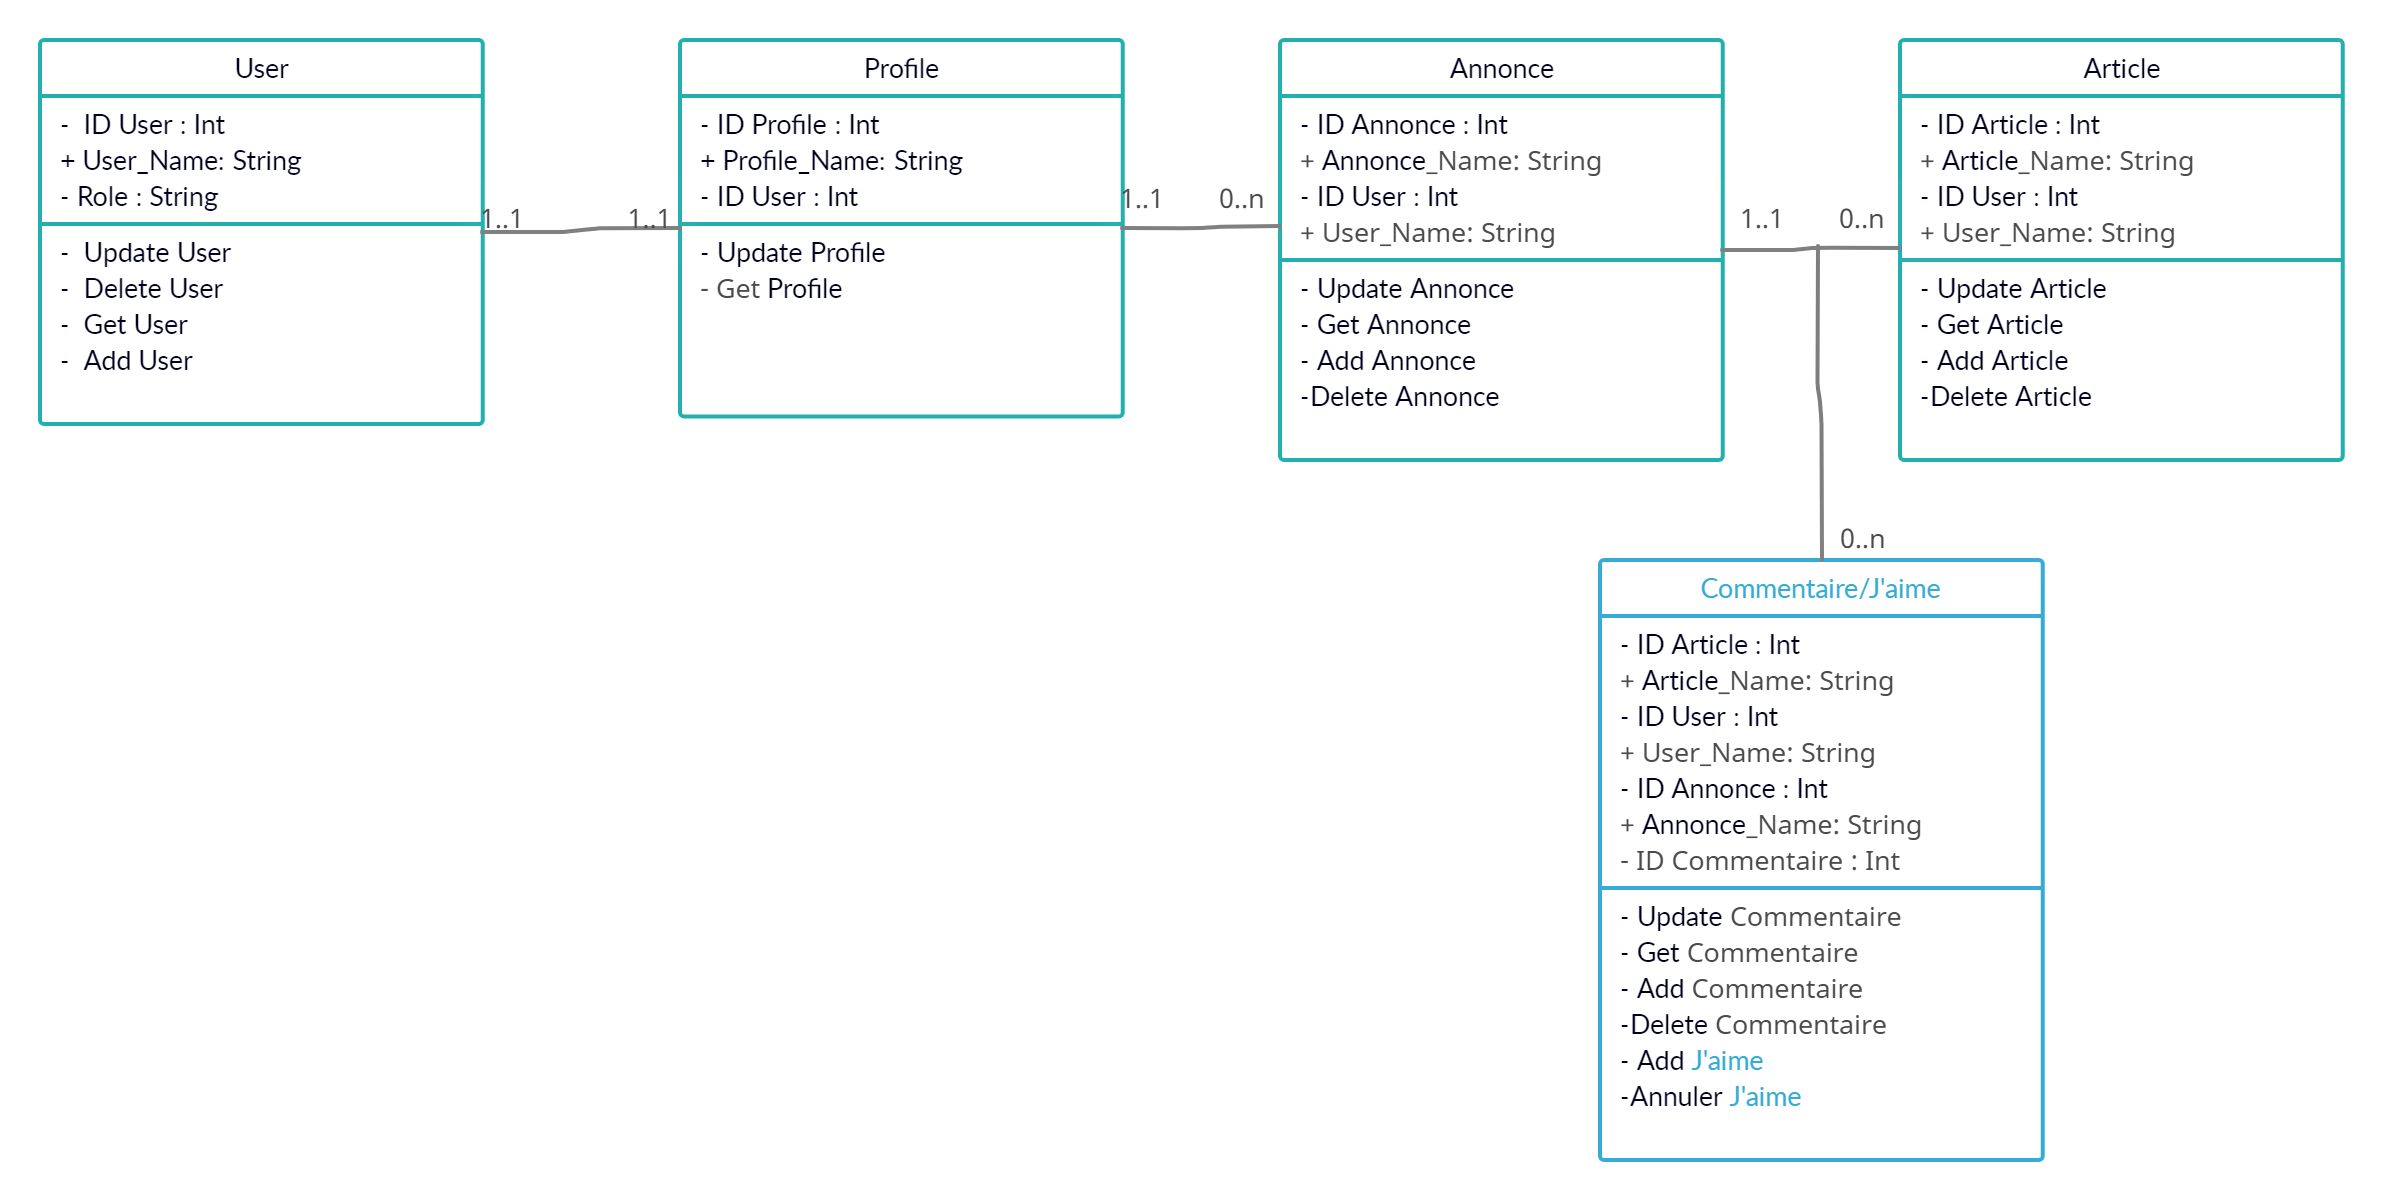 User
-  ID User : Int
+ User_Name: String
- Role : String
-  Update User
-  Delete User
-  Get User
-  Add User
1..1
1..1
Profile
- ID Profile : Int
+ Profile_Name: String
- ID User : Int
- Update Profile
- Get Profile
1..1
0..n
Annonce
- ID Annonce : Int
+ Annonce_Name: String
- ID User : Int
+ User_Name: String
- Update Annonce
- Get Annonce
- Add Annonce
-Delete Annonce
1..1
0..n
Article
- ID Article : Int
+ Article_Name: String
- ID User : Int
+ User_Name: String
- Update Article
- Get Article
- Add Article
-Delete Article
0..n
Commentaire/J'aime
- ID Article : Int
+ Article_Name: String
- ID User : Int
+ User_Name: String
- ID Annonce : Int
+ Annonce_Name: String
- ID Commentaire : Int
- Update Commentaire
- Get Commentaire
- Add Commentaire
-Delete Commentaire
- Add J'aime
-Annuler J'aime